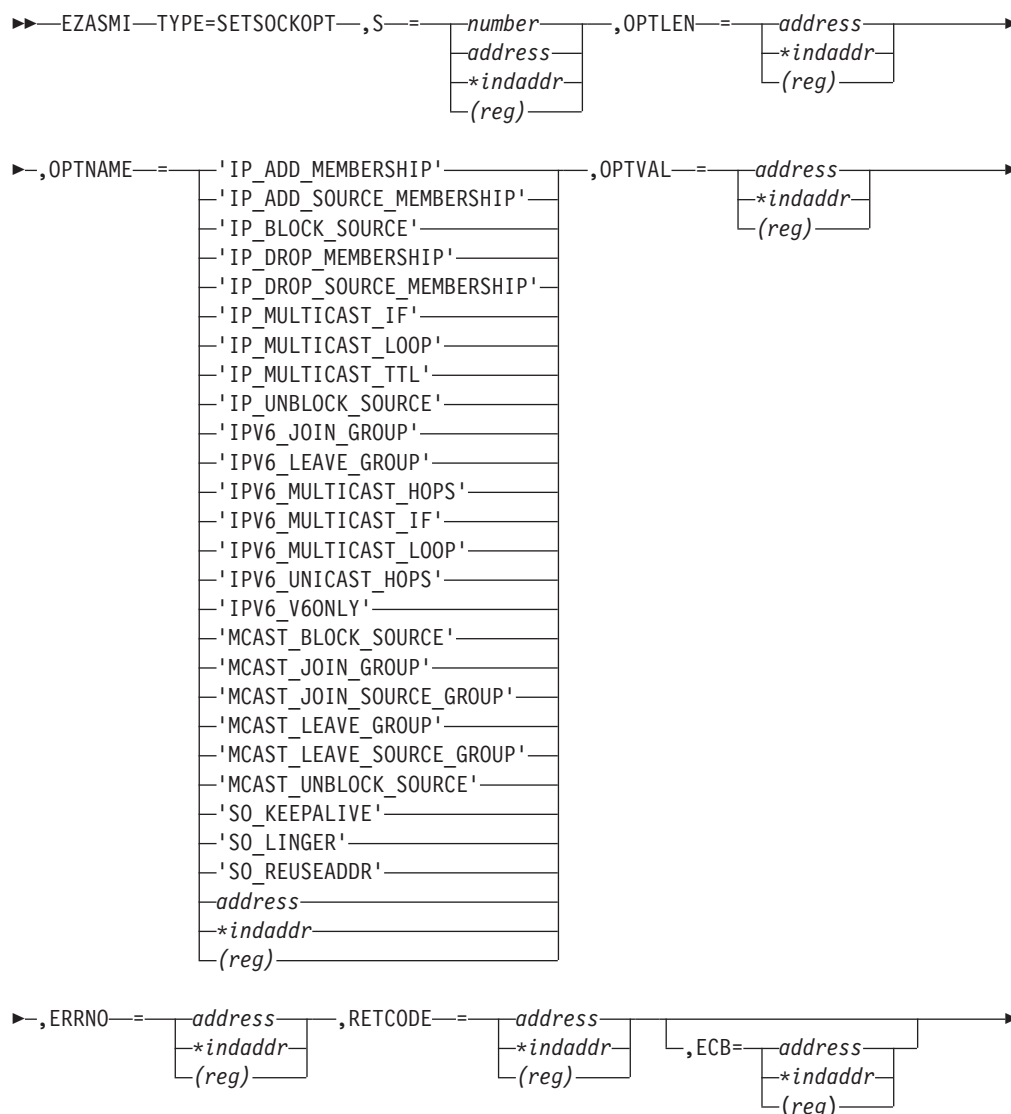 EZASMI TYPE=SETSOCKOPT ,S = number ,OPTLEN = address
address *indaddr
*indaddr (reg)
(reg)
,OPTNAME = 'IP_ADD_MEMBERSHIP' ,OPTVAL = address
'IP_ADD_SOURCE_MEMBERSHIP' *indaddr
'IP_BLOCK_SOURCE' (reg)
'IP_DROP_MEMBERSHIP'
'IP_DROP_SOURCE_MEMBERSHIP'
'IP_MULTICAST_IF'
'IP_MULTICAST_LOOP'
'IP_MULTICAST_TTL'
'IP_UNBLOCK_SOURCE'
'IPV6_JOIN_GROUP'
'IPV6_LEAVE_GROUP'
'IPV6_MULTICAST_HOPS'
'IPV6_MULTICAST_IF'
'IPV6_MULTICAST_LOOP'
'IPV6_UNICAST_HOPS'
'IPV6_V6ONLY'
'MCAST_BLOCK_SOURCE'
'MCAST_JOIN_GROUP'
'MCAST_JOIN_SOURCE_GROUP'
'MCAST_LEAVE_GROUP'
'MCAST_LEAVE_SOURCE_GROUP'
'MCAST_UNBLOCK_SOURCE'
'SO_KEEPALIVE'
'SO_LINGER'
'SO_REUSEADDR'
address
*indaddr
(reg)
,ERRNO = address ,RETCODE = address
*indaddr *indaddr ,ECB= address
(reg) (reg) *indaddr
(reg)